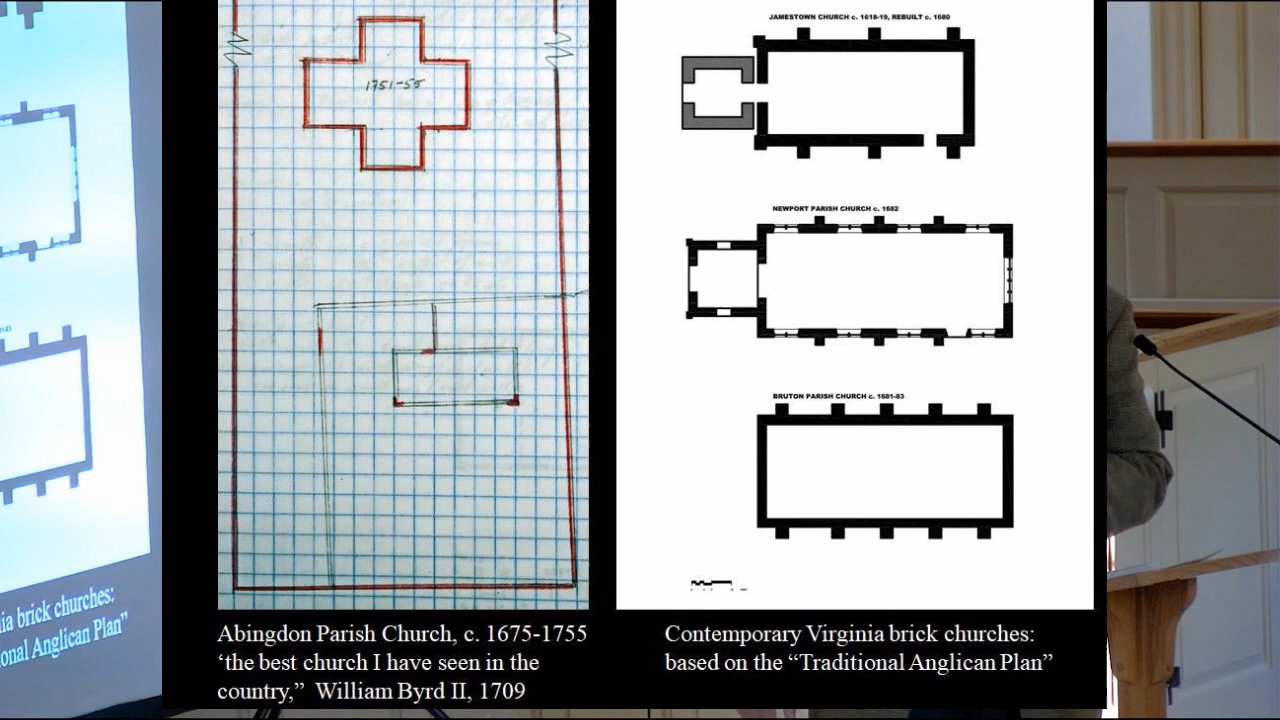 1751-55
Abingdon Parish Church, c. 1675-1755
‘the best church I have seen in the
country,” William Byrd II, 1709
JAMESTOWN CHURCH c. 1618-19, REBUILT c. 1680
NEWPORT PARISH CHURCH c. 1682
BRUTON PARISH CHURCH c. 1681-83
Contemporary Virginia brick churches:
based on the “Traditional Anglican Plan”
brick churches:
Anglican Plan”